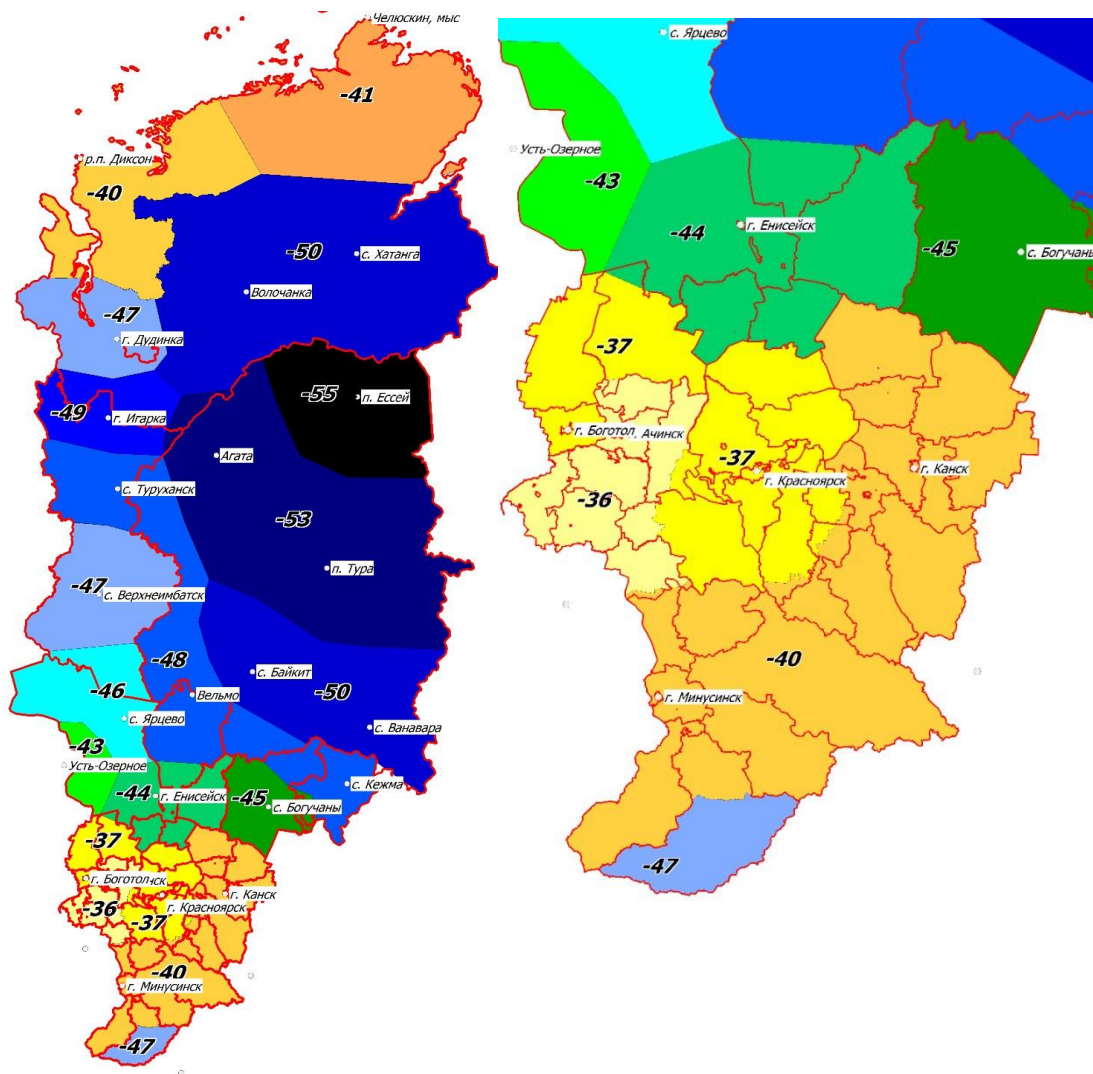 Челюскин, мыс
-41
р.п. Диксон
-40
-50
с. Хатанга
Волочанка
-47
г. Дудинка
-55
п. Ессей
-49
г. Игарка
Агата
с. Туруханск
-53
п. Тура
-47
с. Верхнеимбатск
-48
с. Байкит
-46
-50
Вельмо
с. Ярцево
с. Ванавара
-43
Усть-Озерное
с. Кежма
-44
г. Енисейск
-45
с. Богучаны
-37
г. Боготол
нск
г. Канск
-36
г. Красноярск
-37
-40
г. Минусинск
-47
с. Ярцево
Усть-Озерное
-43
-44
г. Енисейск
-45
с. Богучаны
-37
г. Боготол
. Ачинск
-37
г. Канск
г. Красноярск
-36
-40
г. Минусинск
-47